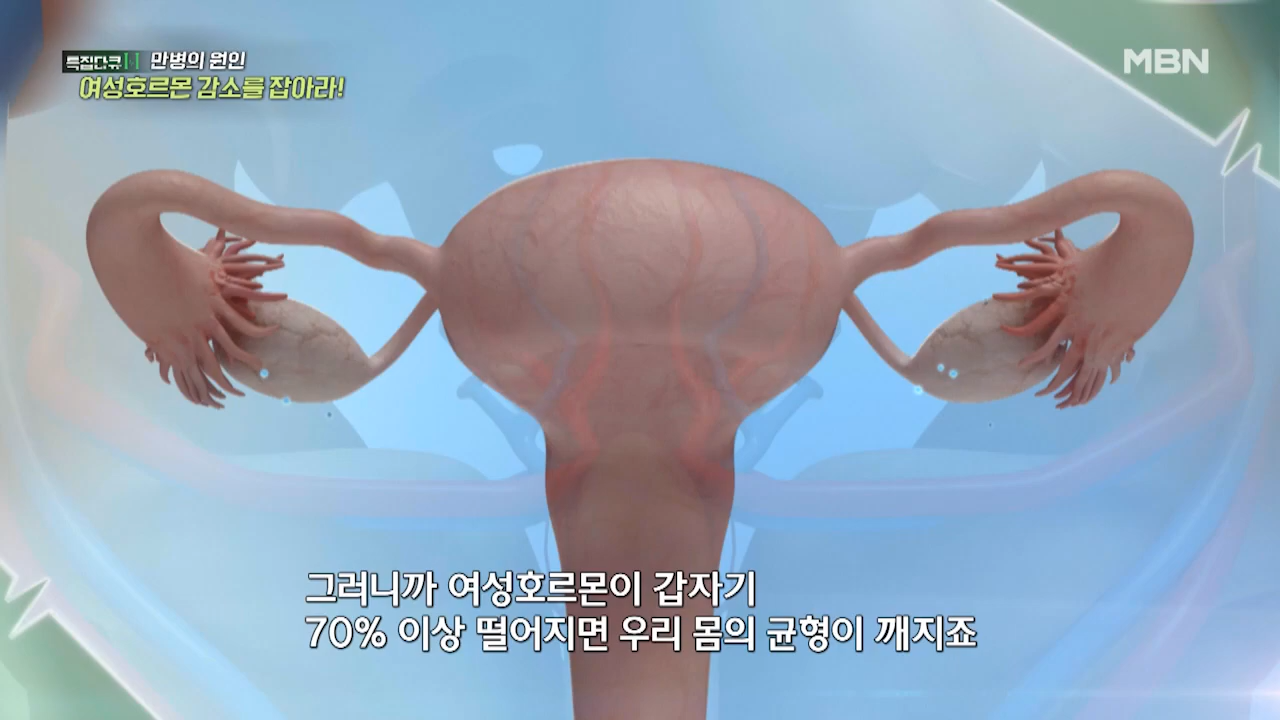 특집다큐H 만병의 원인
여성호르몬 감소를 잡아라!
MBN
그러니까 여성호르몬이 갑자기
70% 이상 떨어지면 우리 몸의 균형이 깨지죠